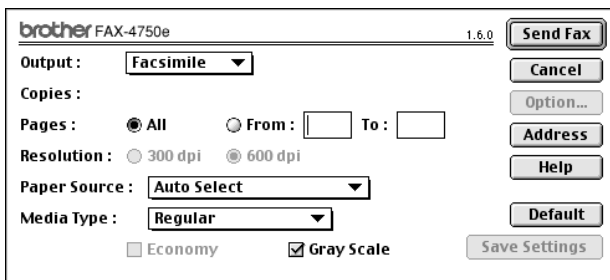 brother FAX-4750e 1.6.0
Send Fax
Output : Facsimile
Cancel
Copies :
Option...
Pages : All From : To :
Address
Resolution : 300 dpi 600 dpi
Help
Paper Source : Auto Select
Media Type : Regular
Default
Economy Gray Scale
Save Settings